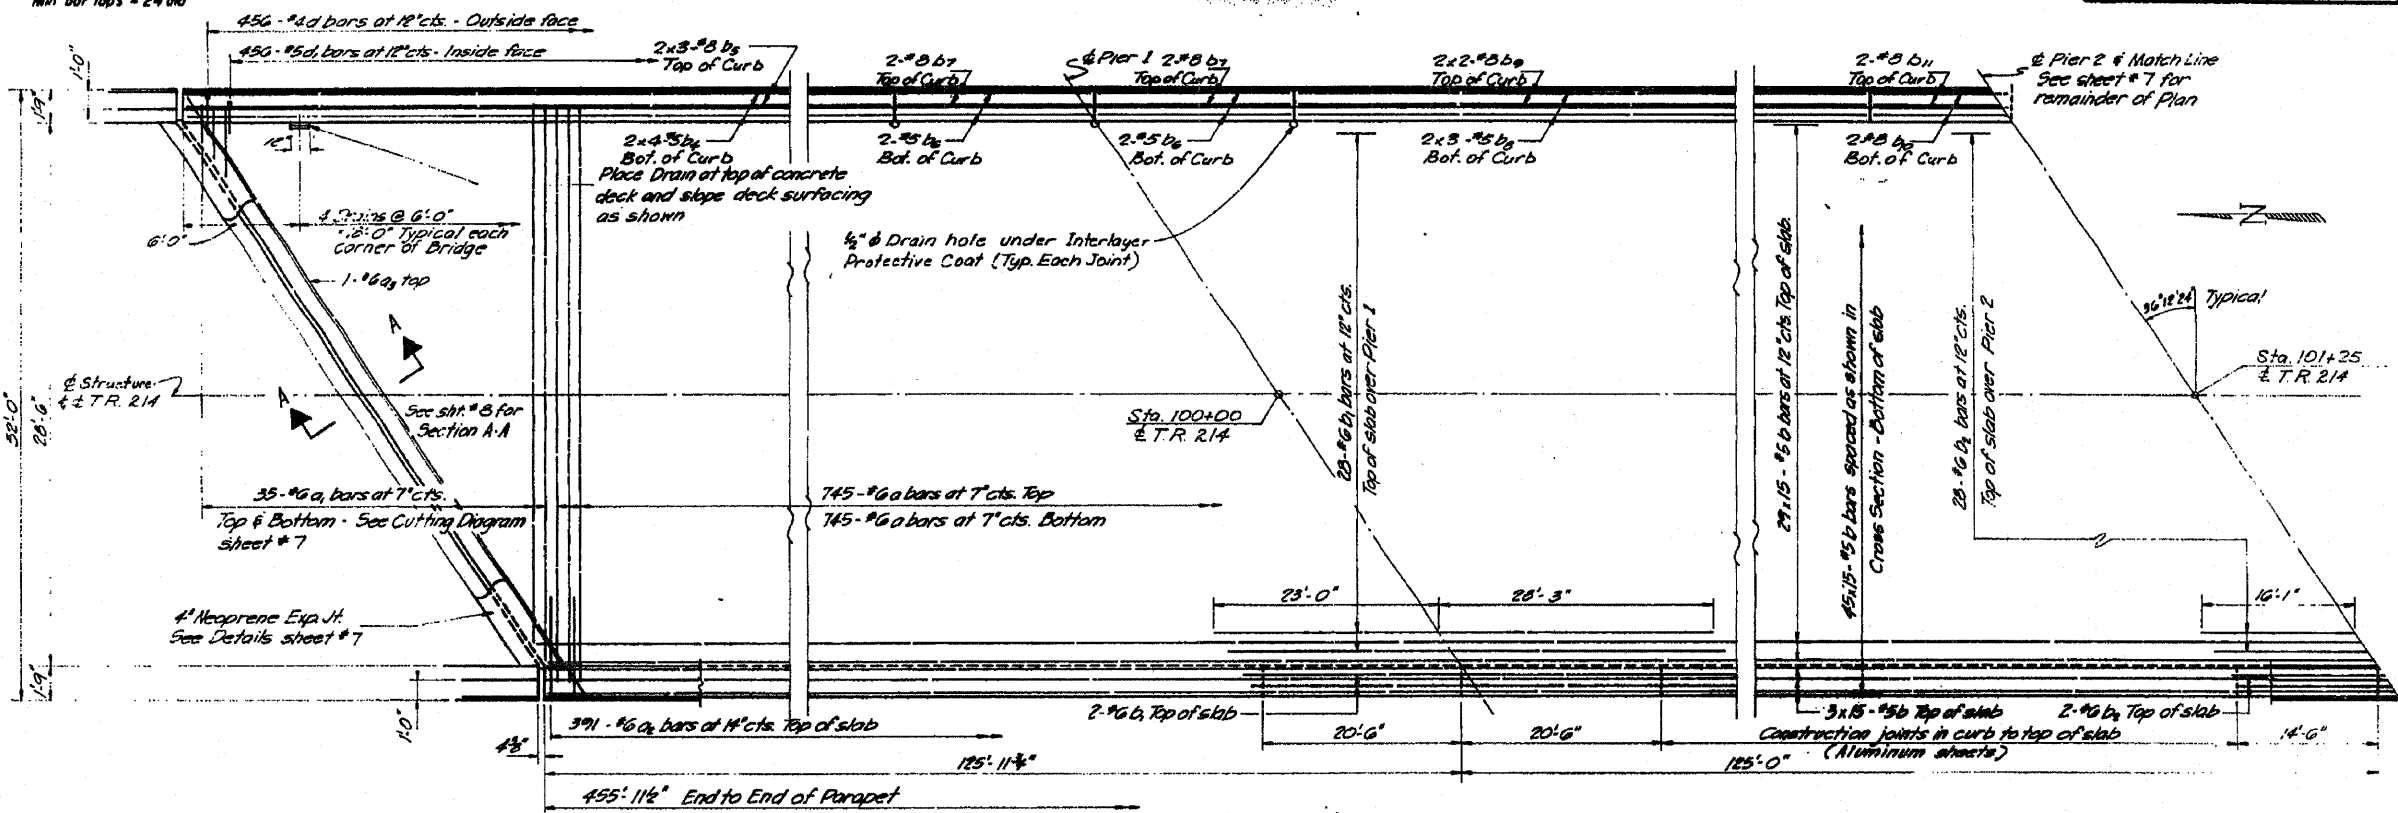 Min bar laps = 24 dia
456 - #4d bars at 12" cts. - Outside face
456 - #5d, bars at 12" cts. - Inside face
2x3-#8 b5
Top of Curb
2-#8 b7
Top of Curb
℄ Pier 1
2-#8 b7
Top of Curb
2x2-#8 b9
Top of Curb
2-#8 b11
Top of Curb
℄ Pier 2 & Match Line
See sheet #7 for
remainder of Plan
1'-0"
1'-9"
2x4-#5 b4
Bot. of Curb
2-#5 b6
Bot. of Curb
2-#5 b6
Bot. of Curb
2x3-#5 b8
Bot. of Curb
2-#8 b10
Bot. of Curb
12"
Place Drain at top of concrete
deck and slope deck surfacing
as shown
4 Drains @ 6'-0"
18'-0" Typical each
Corner of Bridge
6'-0"
½" ϕ Drain hole under Interlayer
Protective Coat (Typ. Each Joint)
N
1-#6a3 top
36°12'24"
Typical
A
A
℄ Structure
& ℄ T.R. 214
See sht. #8 for
Section A-A
Sta. 100+00
℄ T.R. 214
Sta. 101+25
℄ T.R. 214
32'-0"
28'-6"
28-#6 b1 bars at 12" cts.
Top of slab over Pier 1
29x15 - #5 b bars at 12" cts. Top of slab.
45x15-#5 b bars spaced as shown in
Cross Section - Bottom of slab
28-#6 b2 bars at 12" cts.
Top of slab over Pier 2
35-#6 a, bars at 7" cts.
Top & Bottom - See Cutting Diagram
sheet #7
745-#6 a bars at 7" cts. Top
745-#6 a bars at 7" cts. Bottom
4" Neoprene Exp. Jt.
See Details sheet #7
23'-0"
28'-3"
16'-1"
1'-9"
1'-0"
391 - #6 a2 bars at 14" cts. Top of slab
2-#6 b, Top of slab
3x15-#5b Top of slab
2-#6 b2 Top of slab
4⅜"
20'-6"
20'-6"
Construction joints in curb to top of slab
(Aluminum sheets)
14'-6"
125'-11¾"
125'-0"
455'-11½" End to End of Parapet